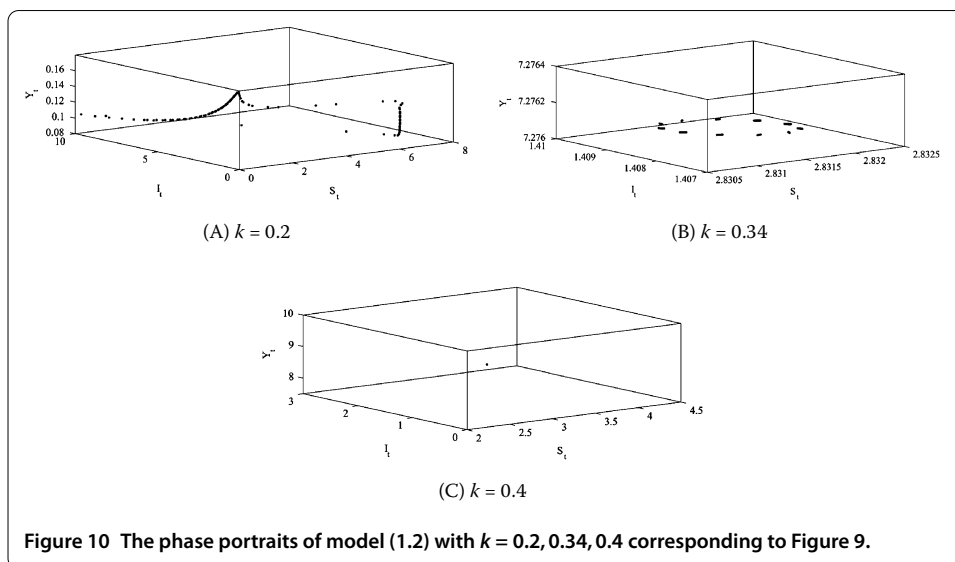 0.16
0.14
Y_t
0.12
0.1
0.08
10
5
0
I_t
0
2
4
6
8
S_t
(A) k = 0.2
7.2764
Y_t
7.2762
7.276
1.41
1.409
1.408
1.407
I_t
2.8305
2.831
2.8315
2.832
2.8325
S_t
(B) k = 0.34
10
9
Y_t
8
3
2
1
0
I_t
2
2.5
3
3.5
4
4.5
S_t
(C) k = 0.4
Figure 10 The phase portraits of model (1.2) with k = 0.2, 0.34, 0.4 corresponding to Figure 9.